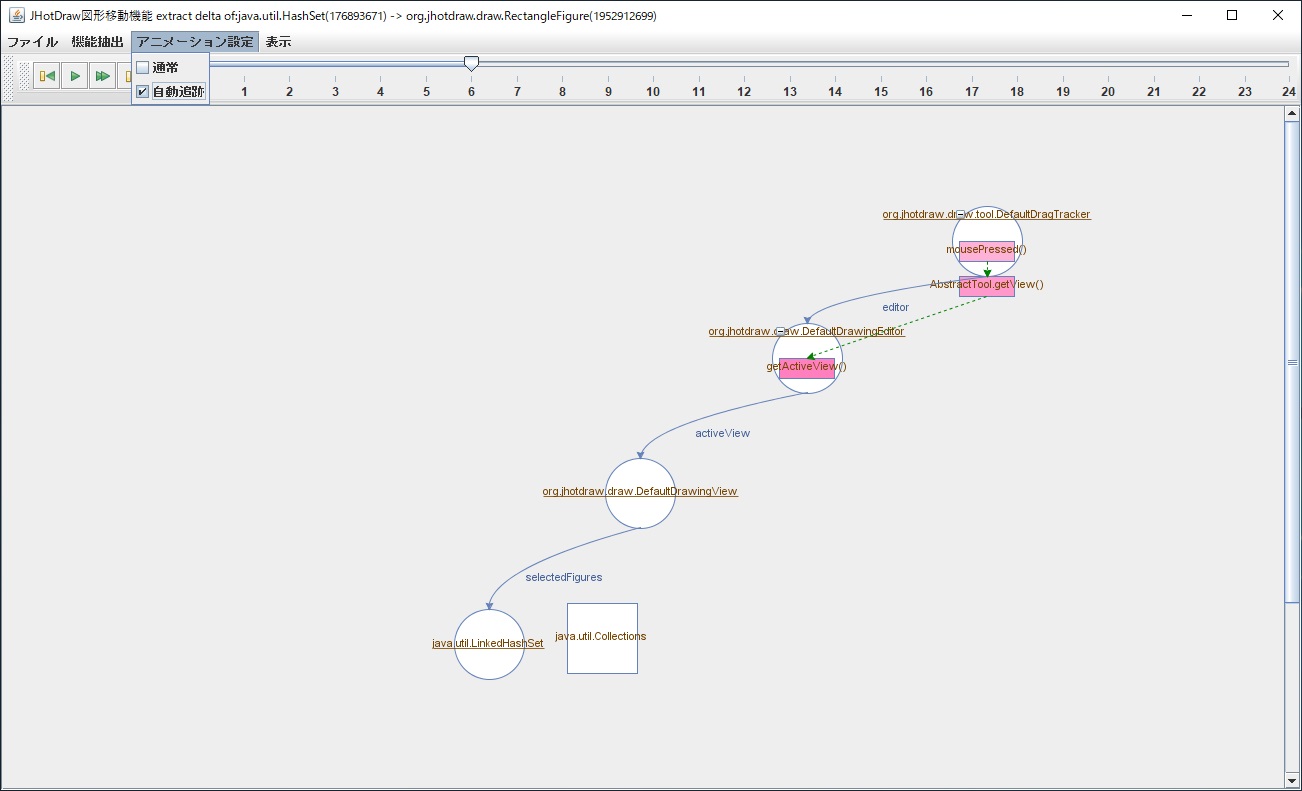 JHotDraw図形移動機能 extract delta of:java.util.HashSet(176893671) -> org.jhotdraw.draw.RectangleFigure(1952912699)
ファイル 機能抽出 アニメーション設定 表示
通常
自動追跡
1 2 3 4 5 6 7 8 9 10 11 12 13 14 15 16 17 18 19 20 21 22 23 24
org.jhotdraw.draw.tool.DefaultDragTracker
mousePressed()
AbstractTool.getView()
editor
org.jhotdraw.draw.DefaultDrawingEditor
getActiveView()
activeView
org.jhotdraw.draw.DefaultDrawingView
selectedFigures
java.util.Collections
java.util.LinkedHashSet